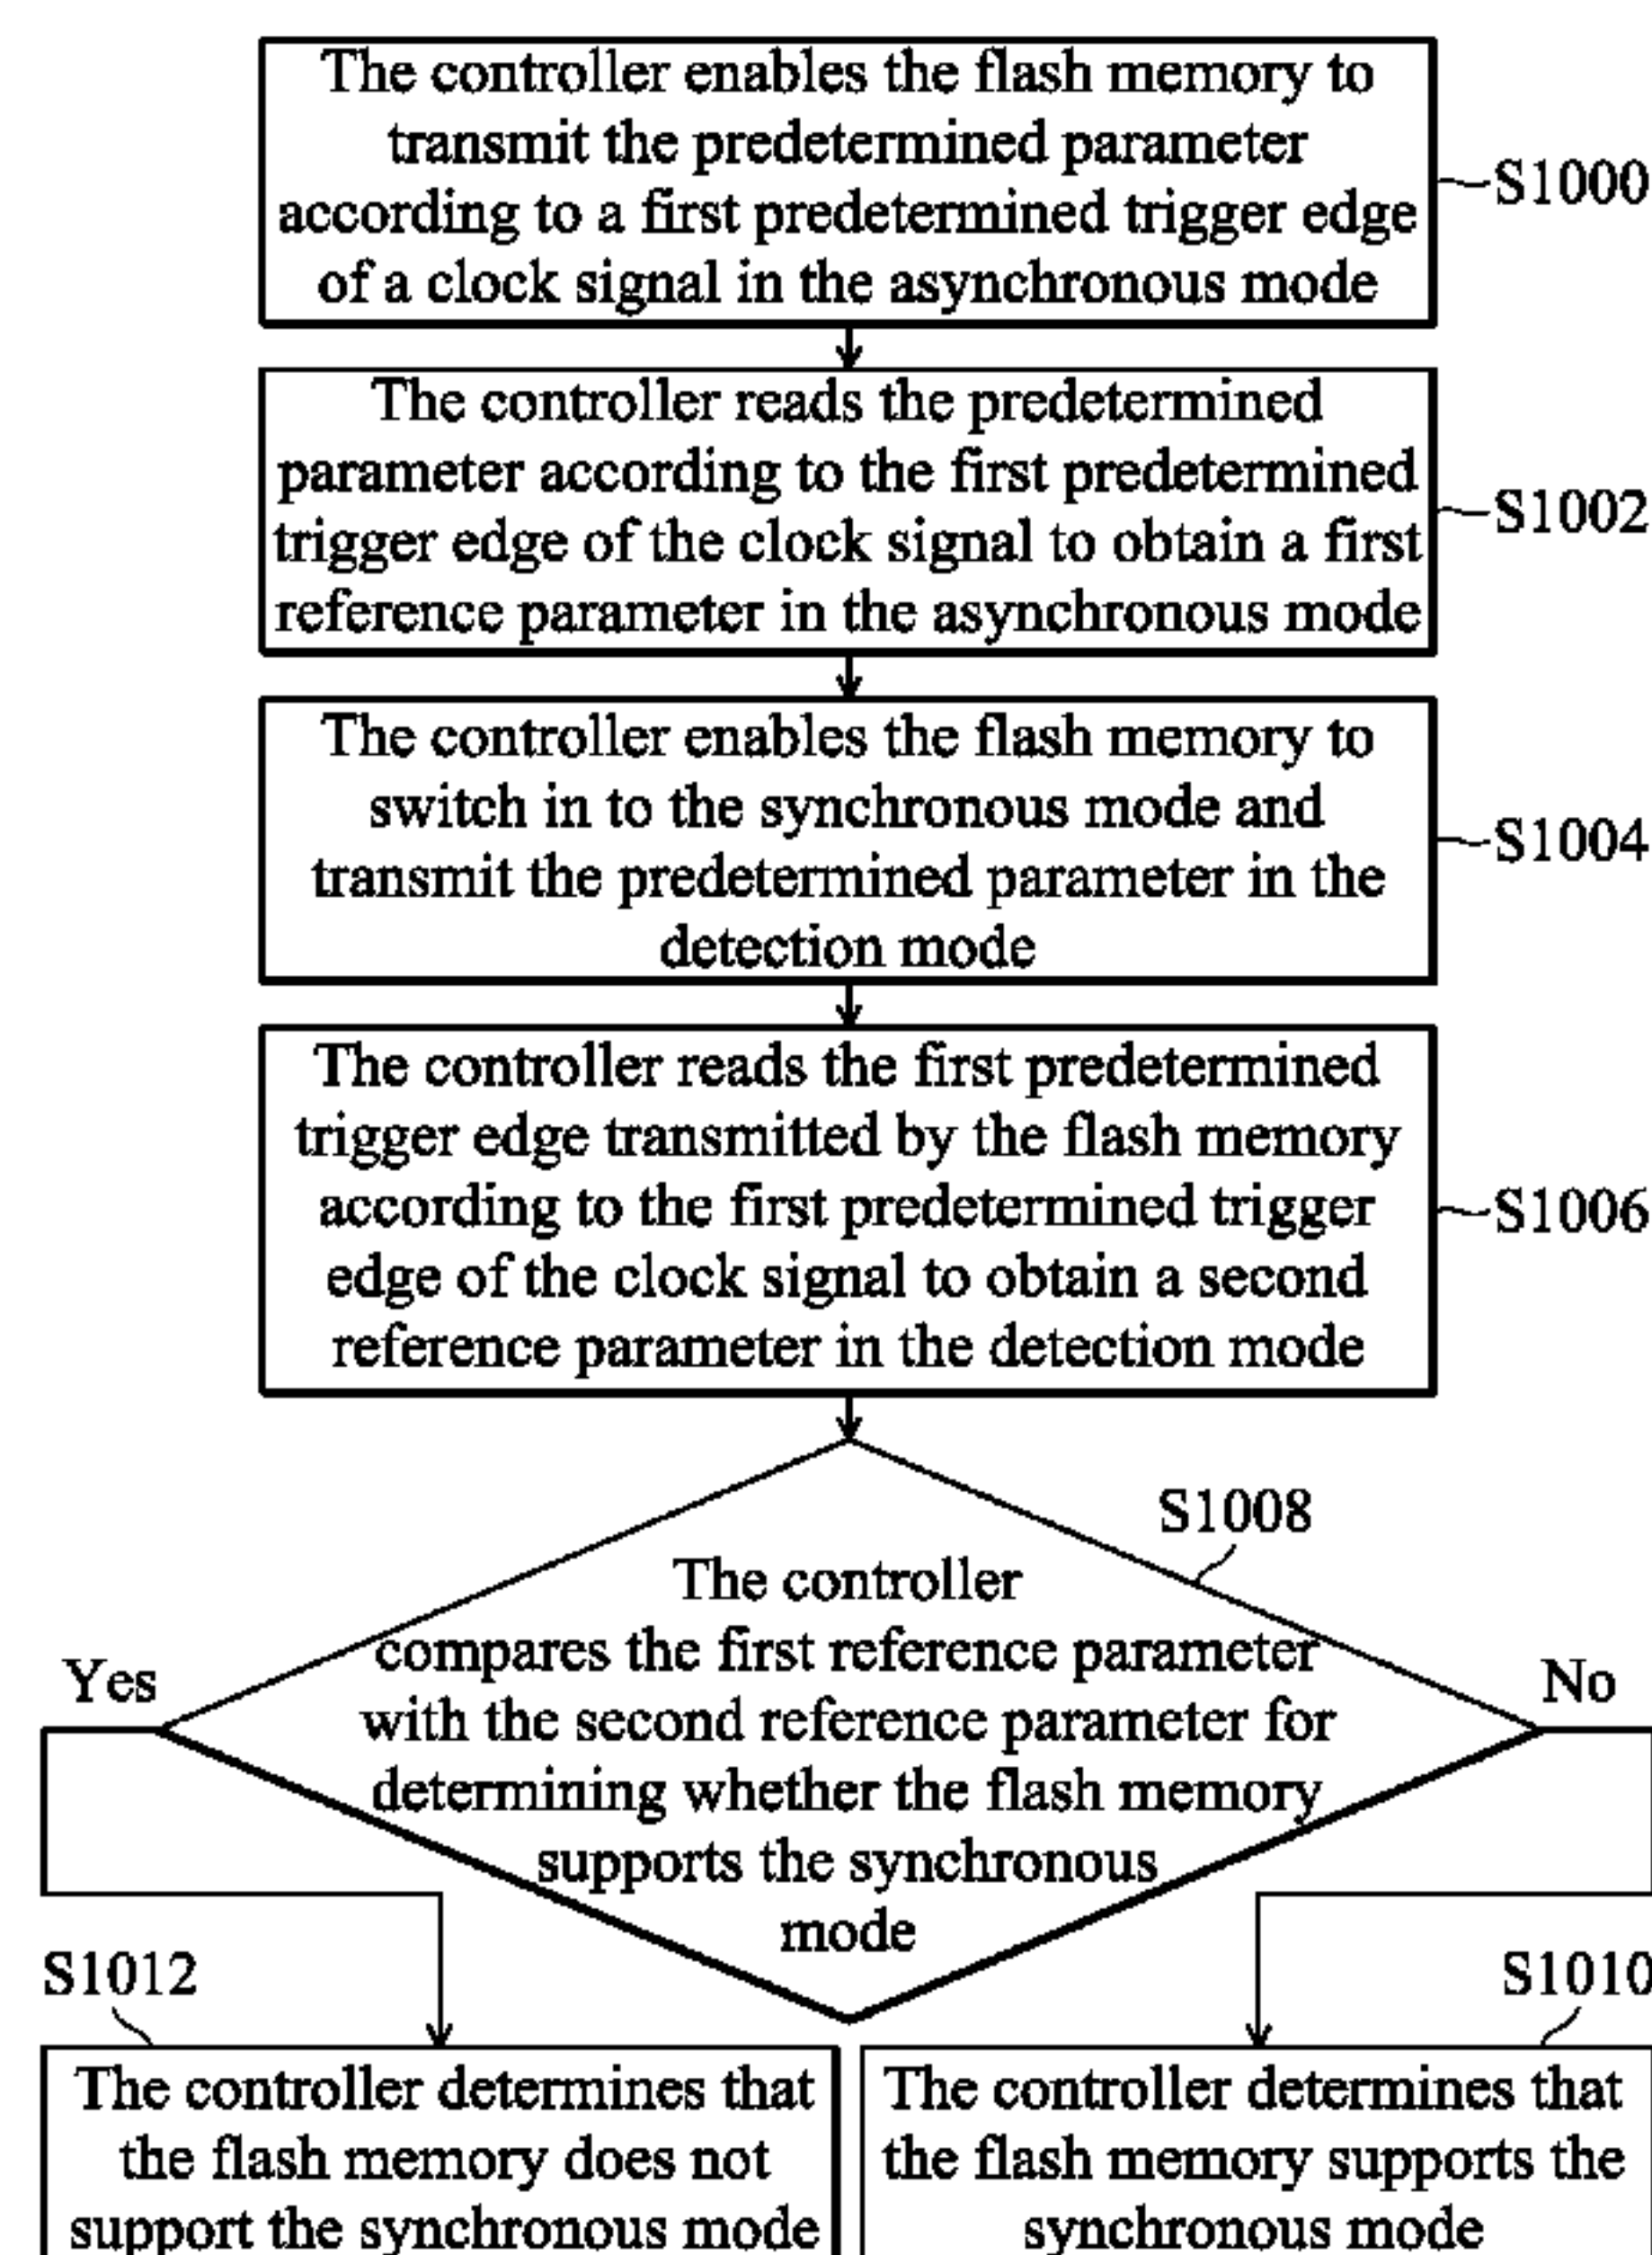 The controller enables the flash memory to
transmit the predetermined parameter
according to a first predetermined trigger edge
of a clock signal in the asynchronous mode
S1000
The controller reads the predetermined
parameter according to the first predetermined
trigger edge of the clock signal to obtain a first
reference parameter in the asynchronous mode
S1002
The controller enables the flash memory to
switch in to the synchronous mode and
transmit the predetermined parameter in the
detection mode
S1004
The controller reads the first predetermined
trigger edge transmitted by the flash memory
according to the first predetermined trigger
edge of the clock signal to obtain a second
reference parameter in the detection mode
S1006
S1008
The controller
compares the first reference parameter
with the second reference parameter for
determining whether the flash memory
supports the synchronous
mode
Yes
No
S1012
The controller determines that
the flash memory does not
support the synchronous mode
S1010
The controller determines that
the flash memory supports the
synchronous mode